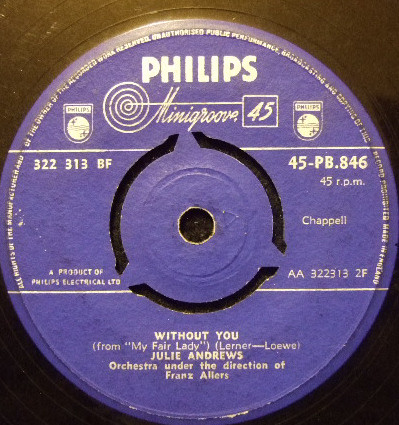 ALL RIGHTS OF THE MANUFACTURER AND OF THE OWNER OF THE RECORDED WORK RESERVED. UNAUTHORISED PUBLIC PERFORMANCE, BROADCASTING AND COPYING OF THIS RECORD PROHIBITED MADE IN ENGLAND
PHILIPS
PHILIPS
Minigroove 45
PHILIPS
322 313 BF
45-PB.846
45 r.p.m.
Chappell
A PRODUCT OF
PHILIPS ELECTRICAL LTD
AA 322313 2F
WITHOUT YOU
(from "My Fair Lady") (Lerner—Loewe)
JULIE ANDREWS
Orchestra under the direction of
Franz Allers